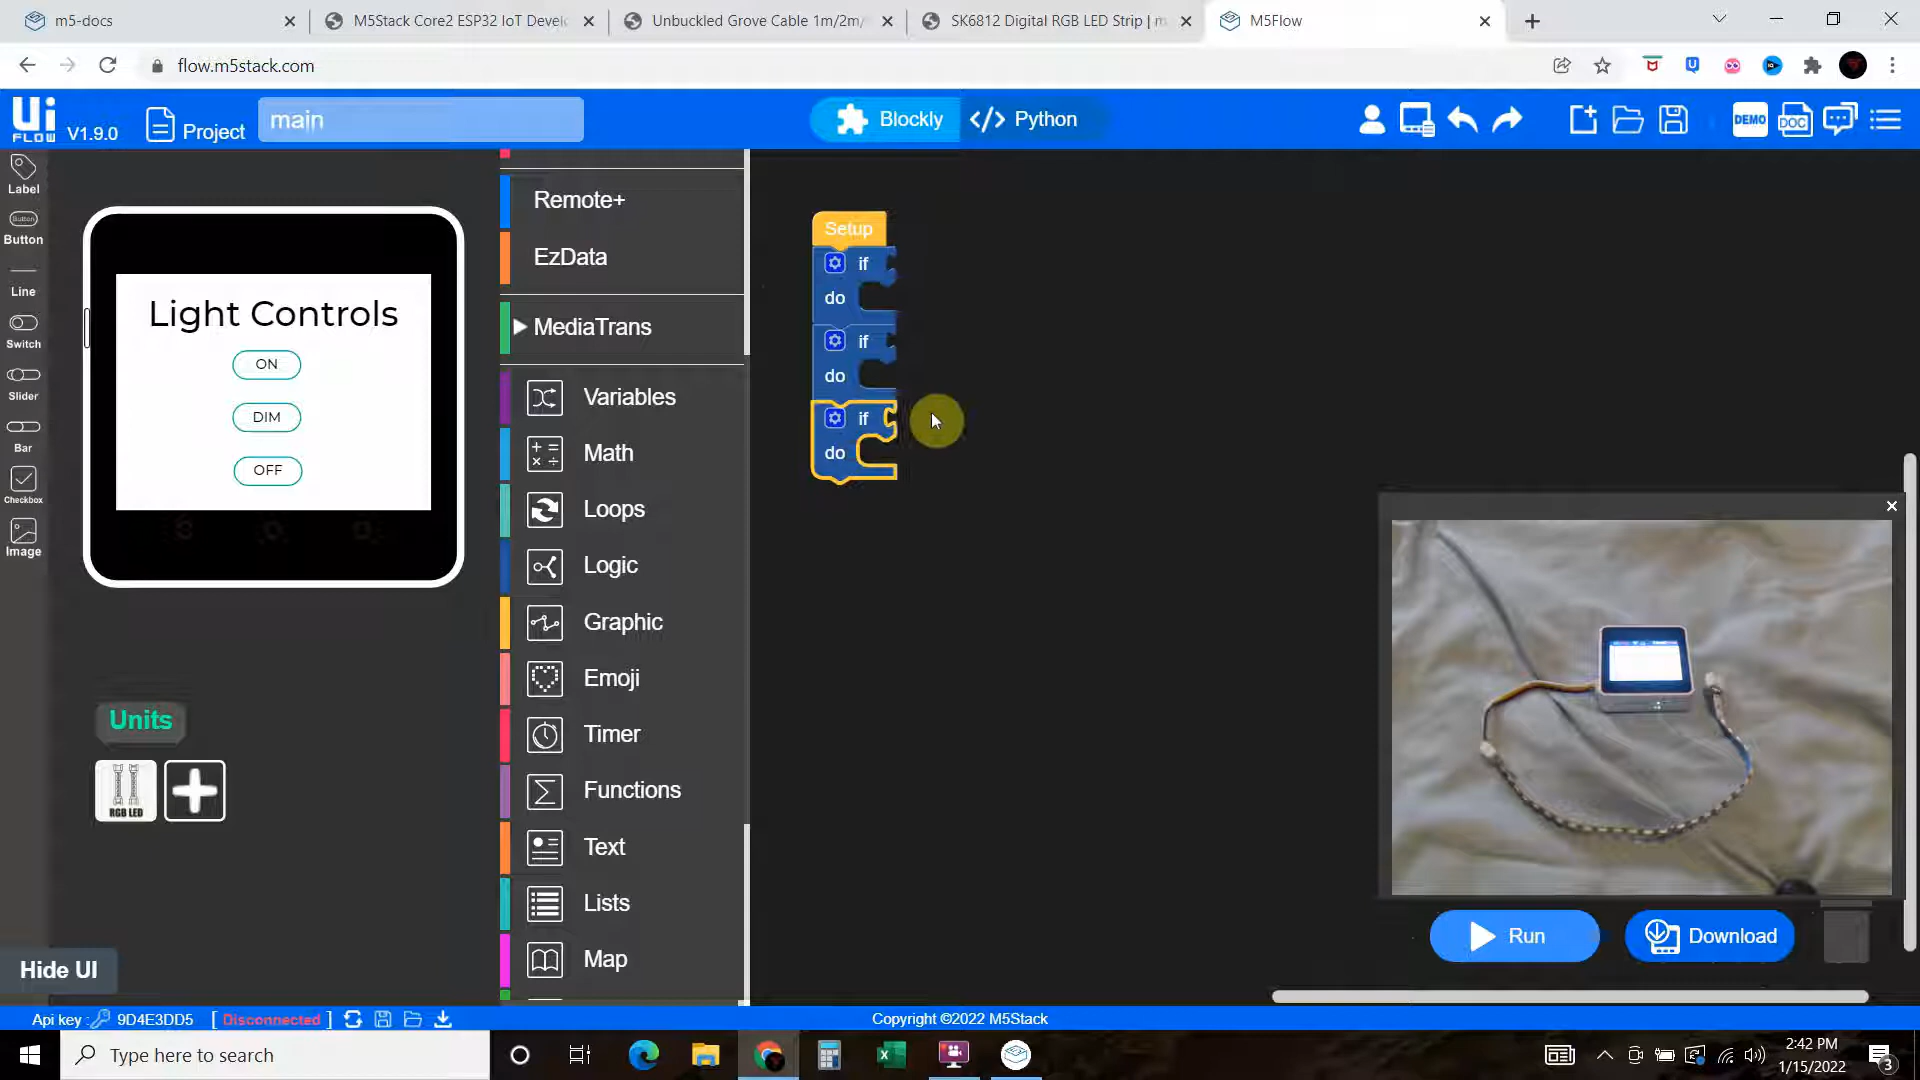 m5-docs
M5Stack Core2 ESP32 IoT Devel
Unbuckled Grove Cable 1m/2m/
SK6812 Digital RGB LED Strip | m
M5Flow
flow.m5stack.com
Ui
FLOW
V1.9.0
Project
main
Blockly
Python
DEMO
DOC
Label
Button
Button
Line
Switch
Slider
Bar
Checkbox
Image
Light Controls
ON
DIM
OFF
Units
RGB LED
Hide UI
Remote+
EzData
MediaTrans
Variables
Math
Loops
Logic
Graphic
Emoji
Timer
Functions
Text
Lists
Map
Setup
if
do
if
do
if
do
Run
Download
Api key : 9D4E3DD5 [ Disconnected ]
Copyright ©2022 M5Stack
Type here to search
2:42 PM
1/15/2022
3